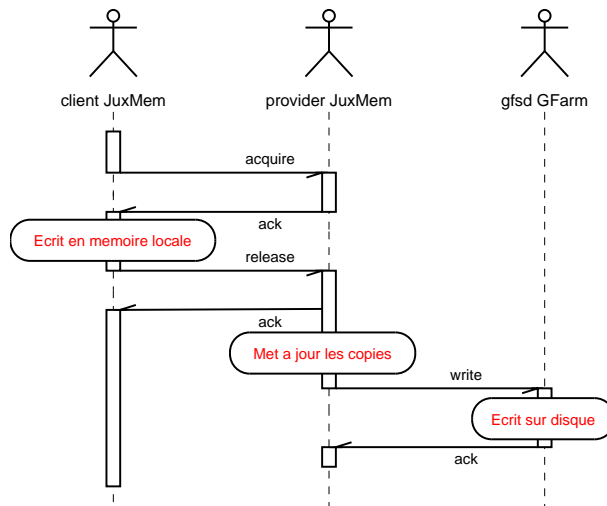 client JuxMem
provider JuxMem
gfsd GFarm
acquire
ack
Ecrit en memoire locale
release
ack
Met a jour les copies
write
Ecrit sur disque
ack